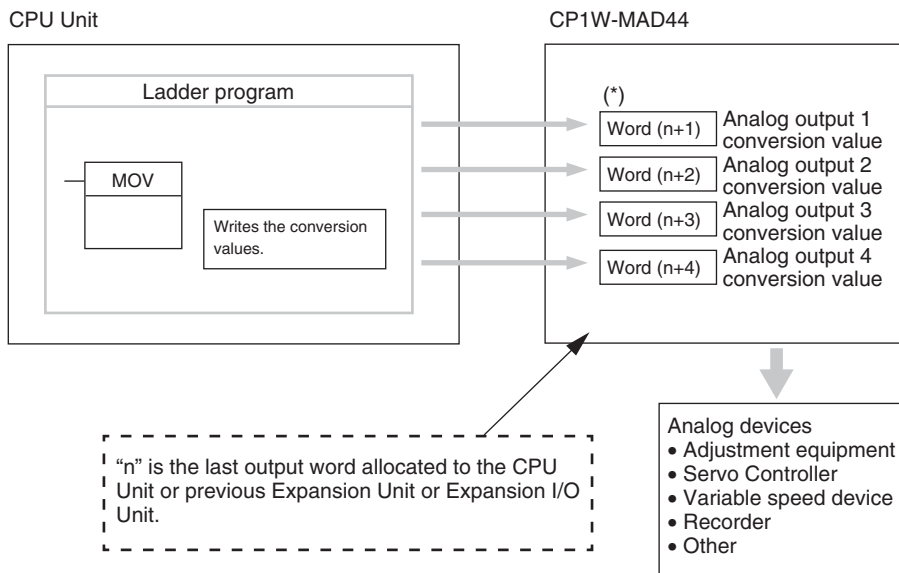 CPU Unit
CP1W-MAD44
Ladder program
MOV
Writes the conversion
values.
(*)
Word (n+1)
Analog output 1
conversion value
Word (n+2)
Analog output 2
conversion value
Word (n+3)
Analog output 3
conversion value
Word (n+4)
Analog output 4
conversion value
“n” is the last output word allocated to the CPU
Unit or previous Expansion Unit or Expansion I/O
Unit.
Analog devices
• Adjustment equipment
• Servo Controller
• Variable speed device
• Recorder
• Other